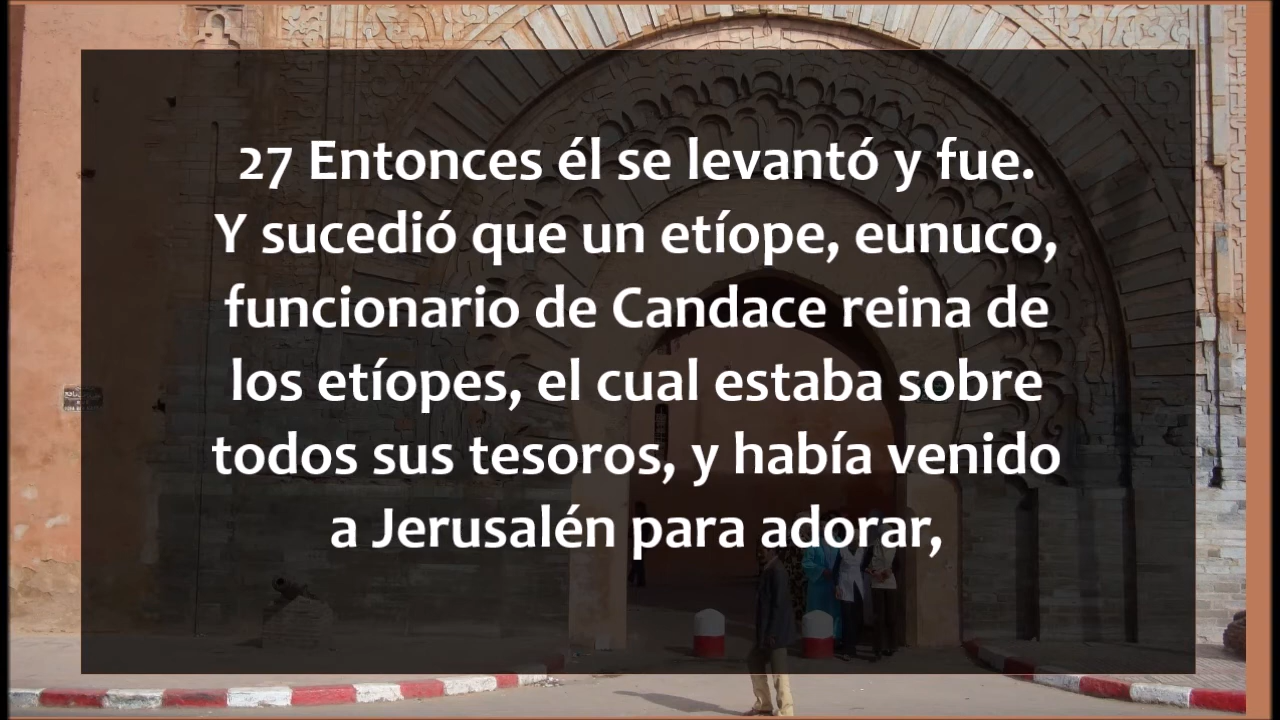 27 Entonces él se levantó y fue.
Y sucedió que un etíope, eunuco,
funcionario de Candace reina de
los etíopes, el cual estaba sobre
todos sus tesoros, y había venido
a Jerusalén para adorar,